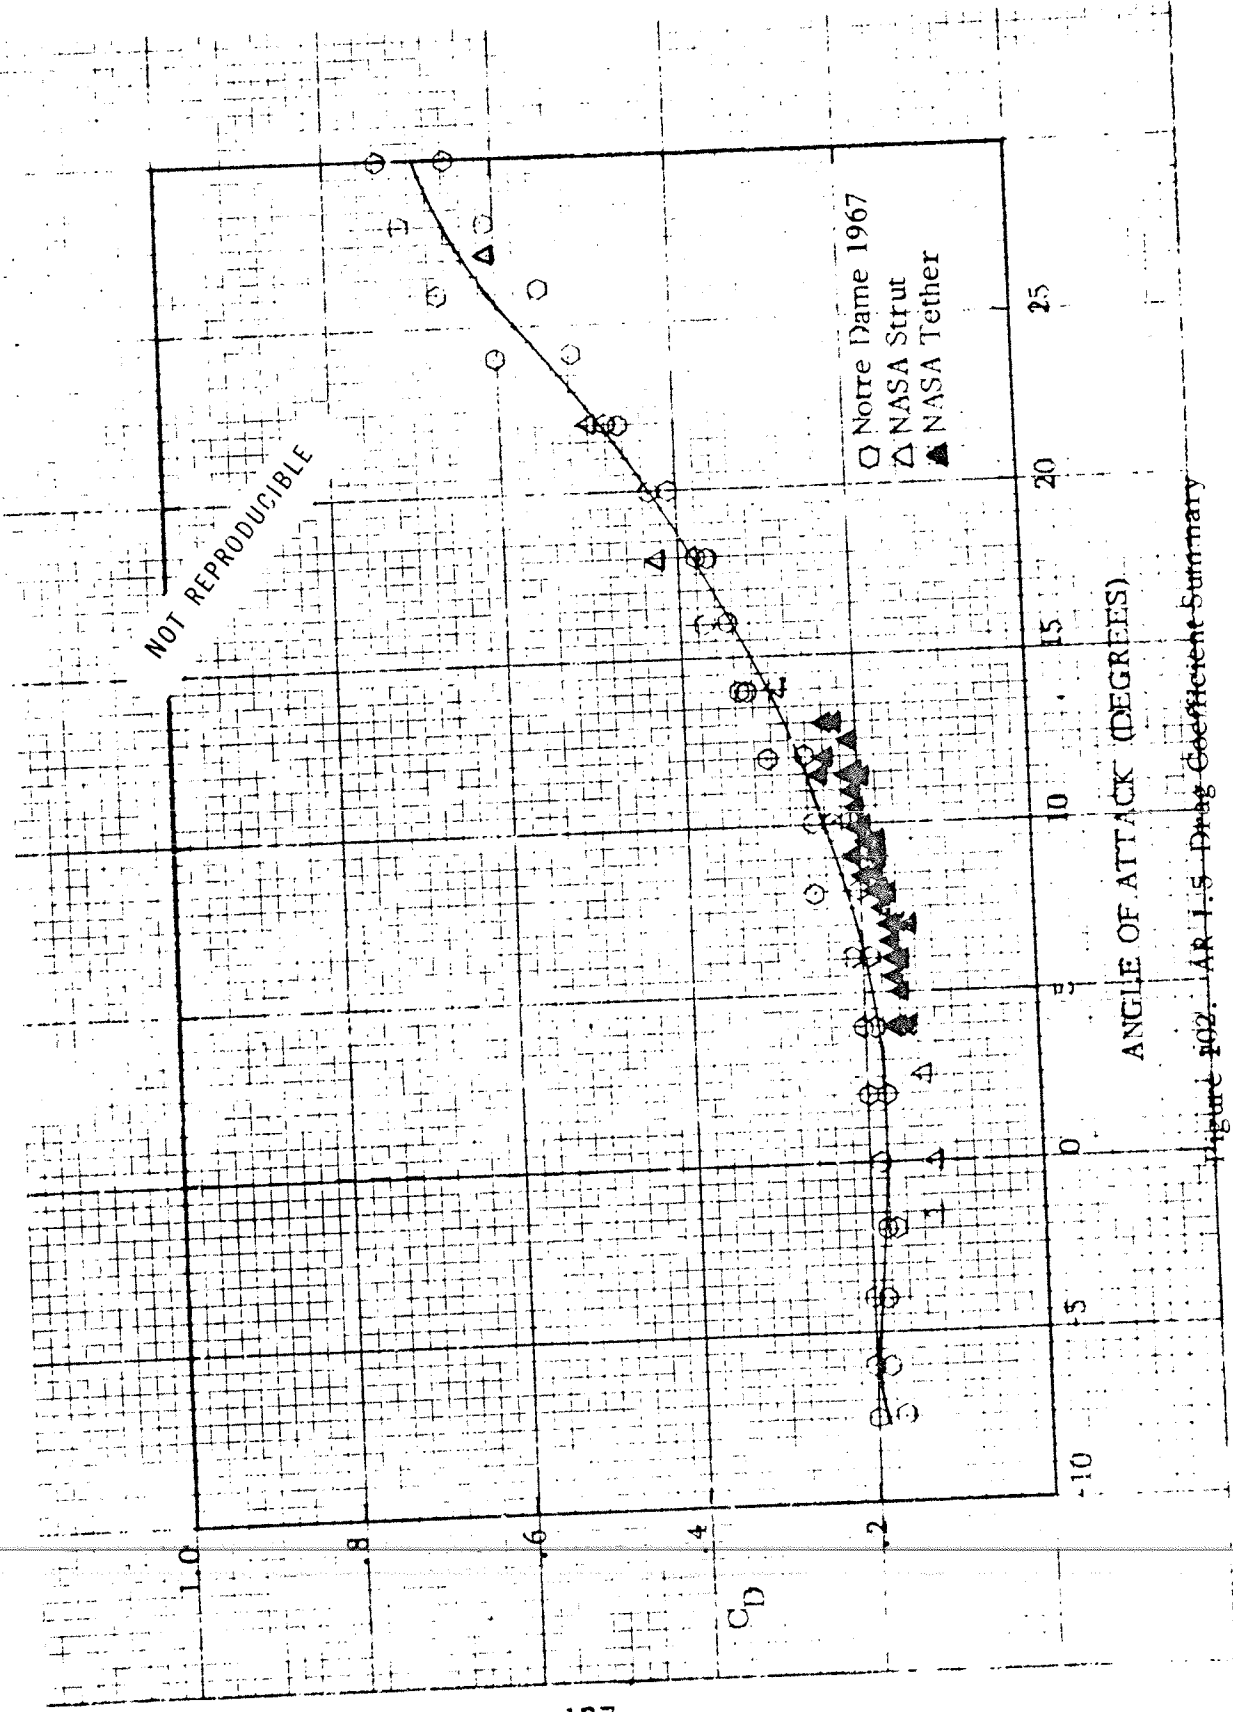 NOT REPRODUCIBLE
1.0
.8
.6
.4
.2
C_D
Notre Dame 1967
NASA Strut
NASA Tether
-10
-5
0
5
10
15
20
25
ANGLE OF ATTACK (DEGREES)
Figure 102. AR 1.5 Drag Coefficient Summary